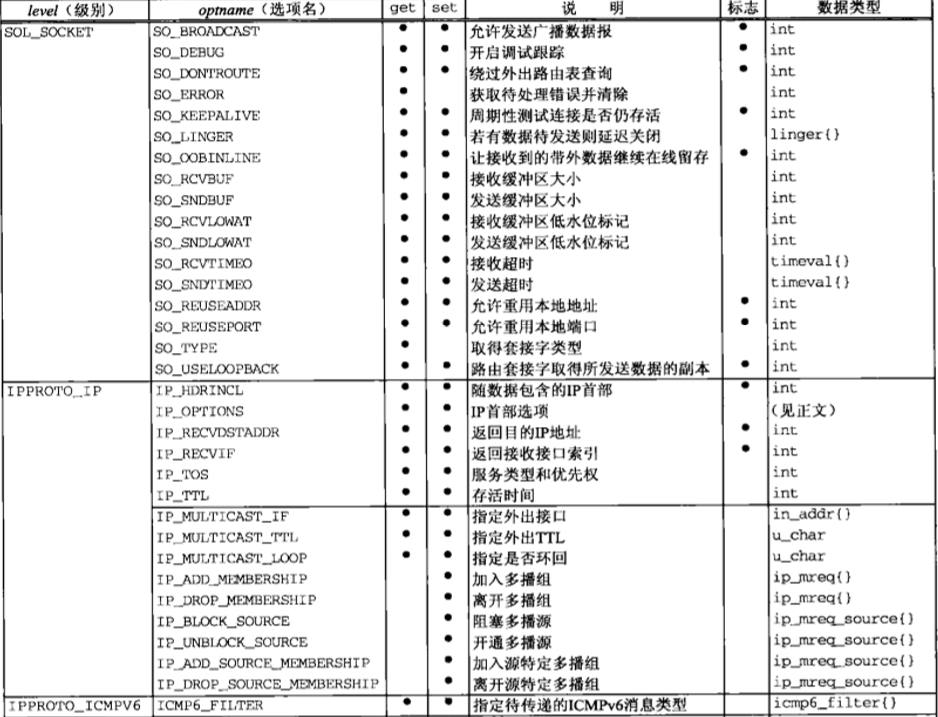 level（级别） optname（选项名） get set 说 明 标志 数据类型
SOL_SOCKET SO_BROADCAST • • 允许发送广播数据报 • int
SO_DEBUG • • 开启调试跟踪 • int
SO_DONTROUTE • • 绕过外出路由表查询 • int
SO_ERROR • 获取待处理错误并清除 int
SO_KEEPALIVE • • 周期性测试连接是否仍存活 • int
SO_LINGER • • 若有数据待发送则延迟关闭 linger{}
SO_OOBINLINE • • 让接收到的带外数据继续在线留存 • int
SO_RCVBUF • • 接收缓冲区大小 int
SO_SNDBUF • • 发送缓冲区大小 int
SO_RCVLOWAT • • 接收缓冲区低水位标记 int
SO_SNDLOWAT • • 发送缓冲区低水位标记 int
SO_RCVTIMEO • • 接收超时 timeval{}
SO_SNDTIMEO • • 发送超时 timeval{}
SO_REUSEADDR • • 允许重用本地地址 • int
SO_REUSEPORT • • 允许重用本地端口 • int
SO_TYPE • 取得套接字类型 int
SO_USELOOPBACK • • 路由套接字取得所发送数据的副本 • int
IPPROTO_IP IP_HDRINCL • • 随数据包含的IP首部 • int
IP_OPTIONS • • IP首部选项 （见正文）
IP_RECVDSTADDR • • 返回目的IP地址 • int
IP_RECVIF • • 返回接收接口索引 • int
IP_TOS • • 服务类型和优先权 int
IP_TTL • • 存活时间 int
IP_MULTICAST_IF • • 指定外出接口 in_addr{}
IP_MULTICAST_TTL • • 指定外出TTL u_char
IP_MULTICAST_LOOP • • 指定是否环回 u_char
IP_ADD_MEMBERSHIP • 加入多播组 ip_mreq{}
IP_DROP_MEMBERSHIP • 离开多播组 ip_mreq{}
IP_BLOCK_SOURCE • 阻塞多播源 ip_mreq_source{}
IP_UNBLOCK_SOURCE • 开通多播源 ip_mreq_source{}
IP_ADD_SOURCE_MEMBERSHIP • 加入源特定多播组 ip_mreq_source{}
IP_DROP_SOURCE_MEMBERSHIP • 离开源特定多播组 ip_mreq_source{}
IPPROTO_ICMPV6 ICMP6_FILTER • • 指定待传递的ICMPv6消息类型 icmp6_filter{}